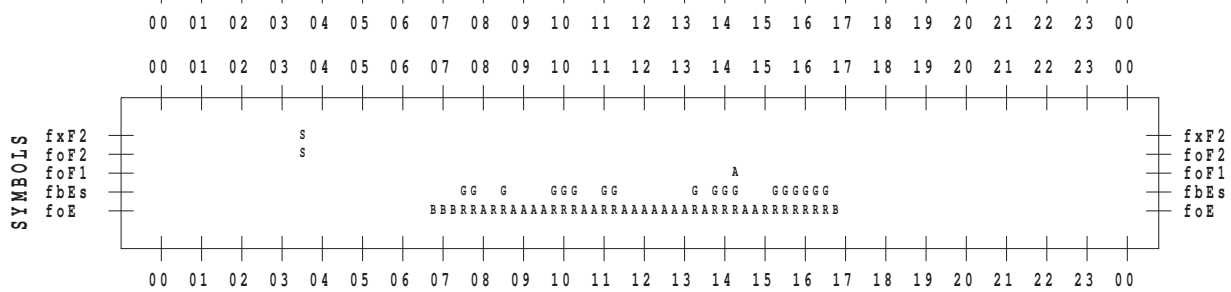 00 01 02 03 04 05 06 07 08 09 10 11 12 13 14 15 16 17 18 19 20 21 22 23 00
00 01 02 03 04 05 06 07 08 09 10 11 12 13 14 15 16 17 18 19 20 21 22 23 00
SYMBOLS
fxF2 S fxF2
foF2 S foF2
foF1 A foF1
fbEs GG G GGG GG G GGG GGGGGG fbEs
foE BBBRRARRAAAARRRAARRAAAAAAARARRRAARRRRRRRB foE
00 01 02 03 04 05 06 07 08 09 10 11 12 13 14 15 16 17 18 19 20 21 22 23 00